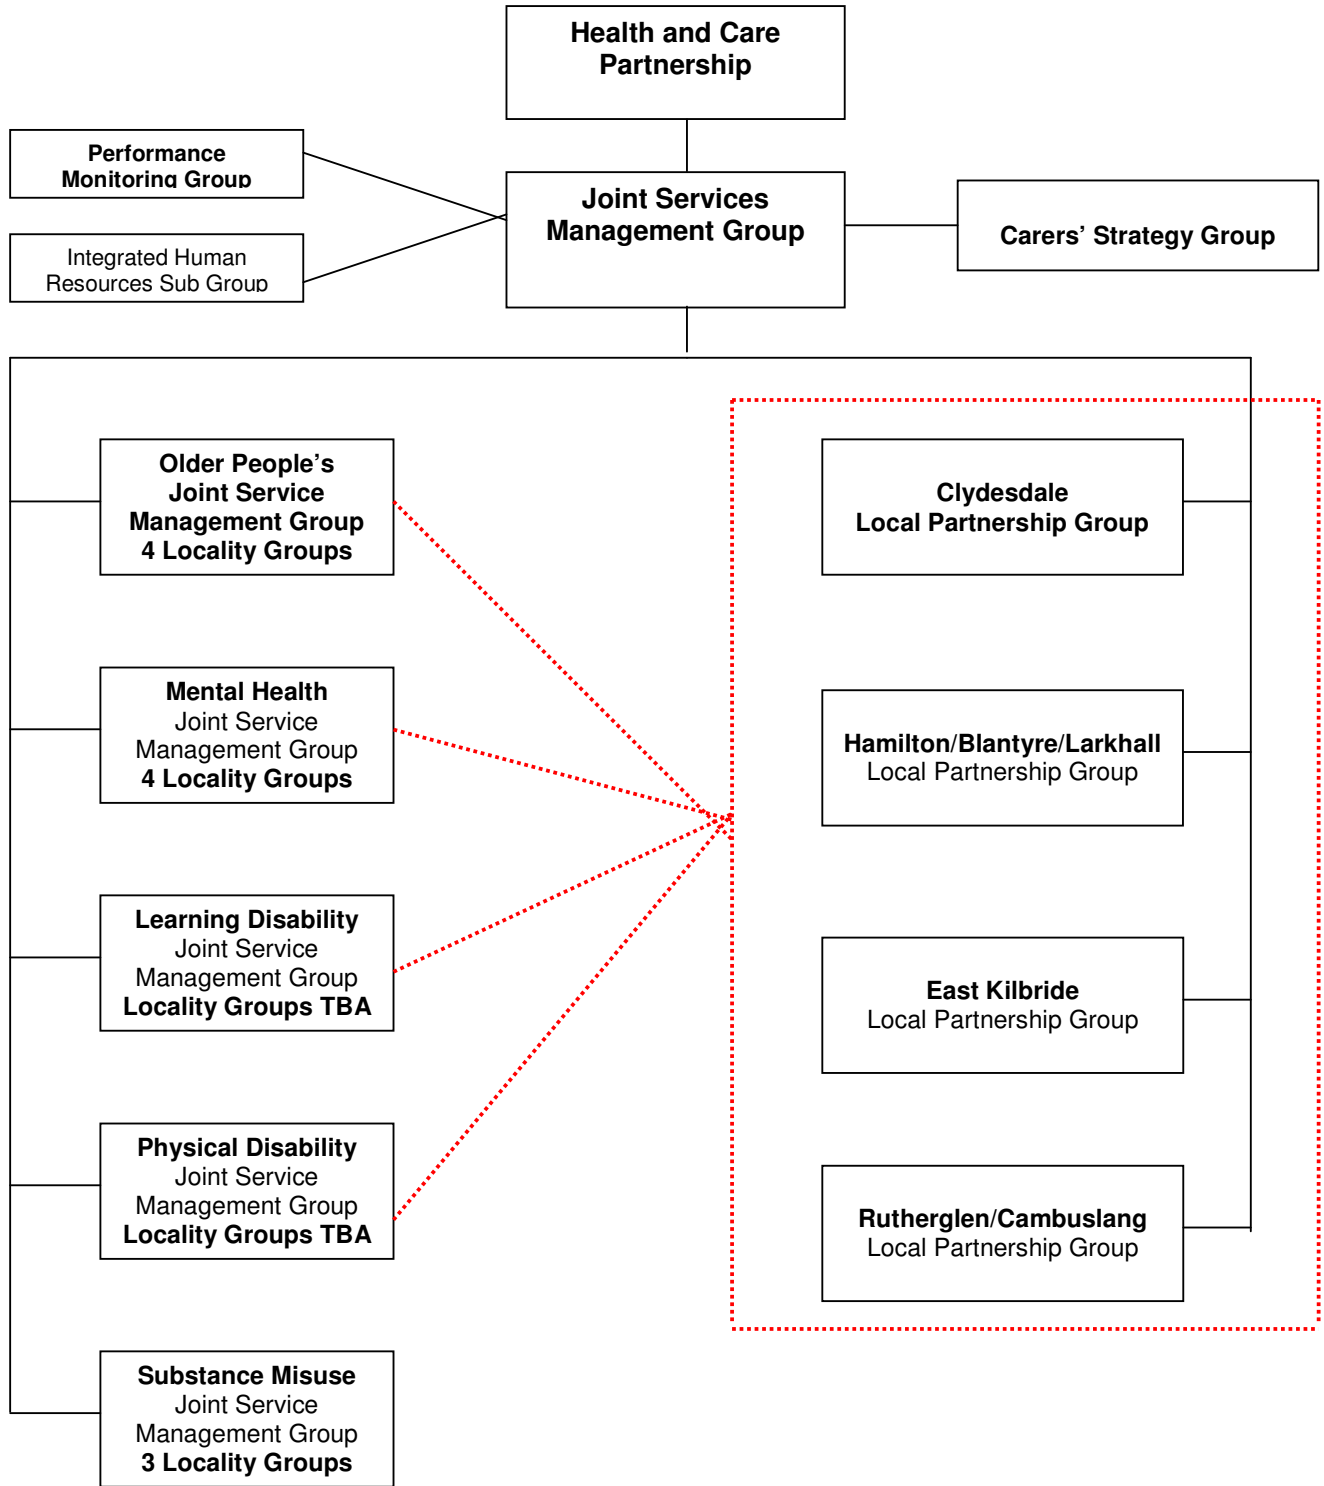 Health and Care
Partnership
Performance
Monitoring Group
Joint Services
Management Group
Carers' Strategy Group
Integrated Human
Resources Sub Group
Older People's
Joint Service
Management Group
4 Locality Groups
Clydesdale
Local Partnership Group
Mental Health
Joint Service
Management Group
4 Locality Groups
Hamilton/Blantyre/Larkhall
Local Partnership Group
Learning Disability
Joint Service
Management Group
Locality Groups TBA
East Kilbride
Local Partnership Group
Physical Disability
Joint Service
Management Group
Locality Groups TBA
Rutherglen/Cambuslang
Local Partnership Group
Substance Misuse
Joint Service
Management Group
3 Locality Groups